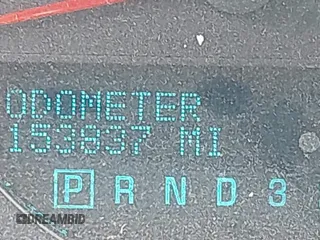 ODOMETER
153837 MI
P R N D 3
DREAMBID